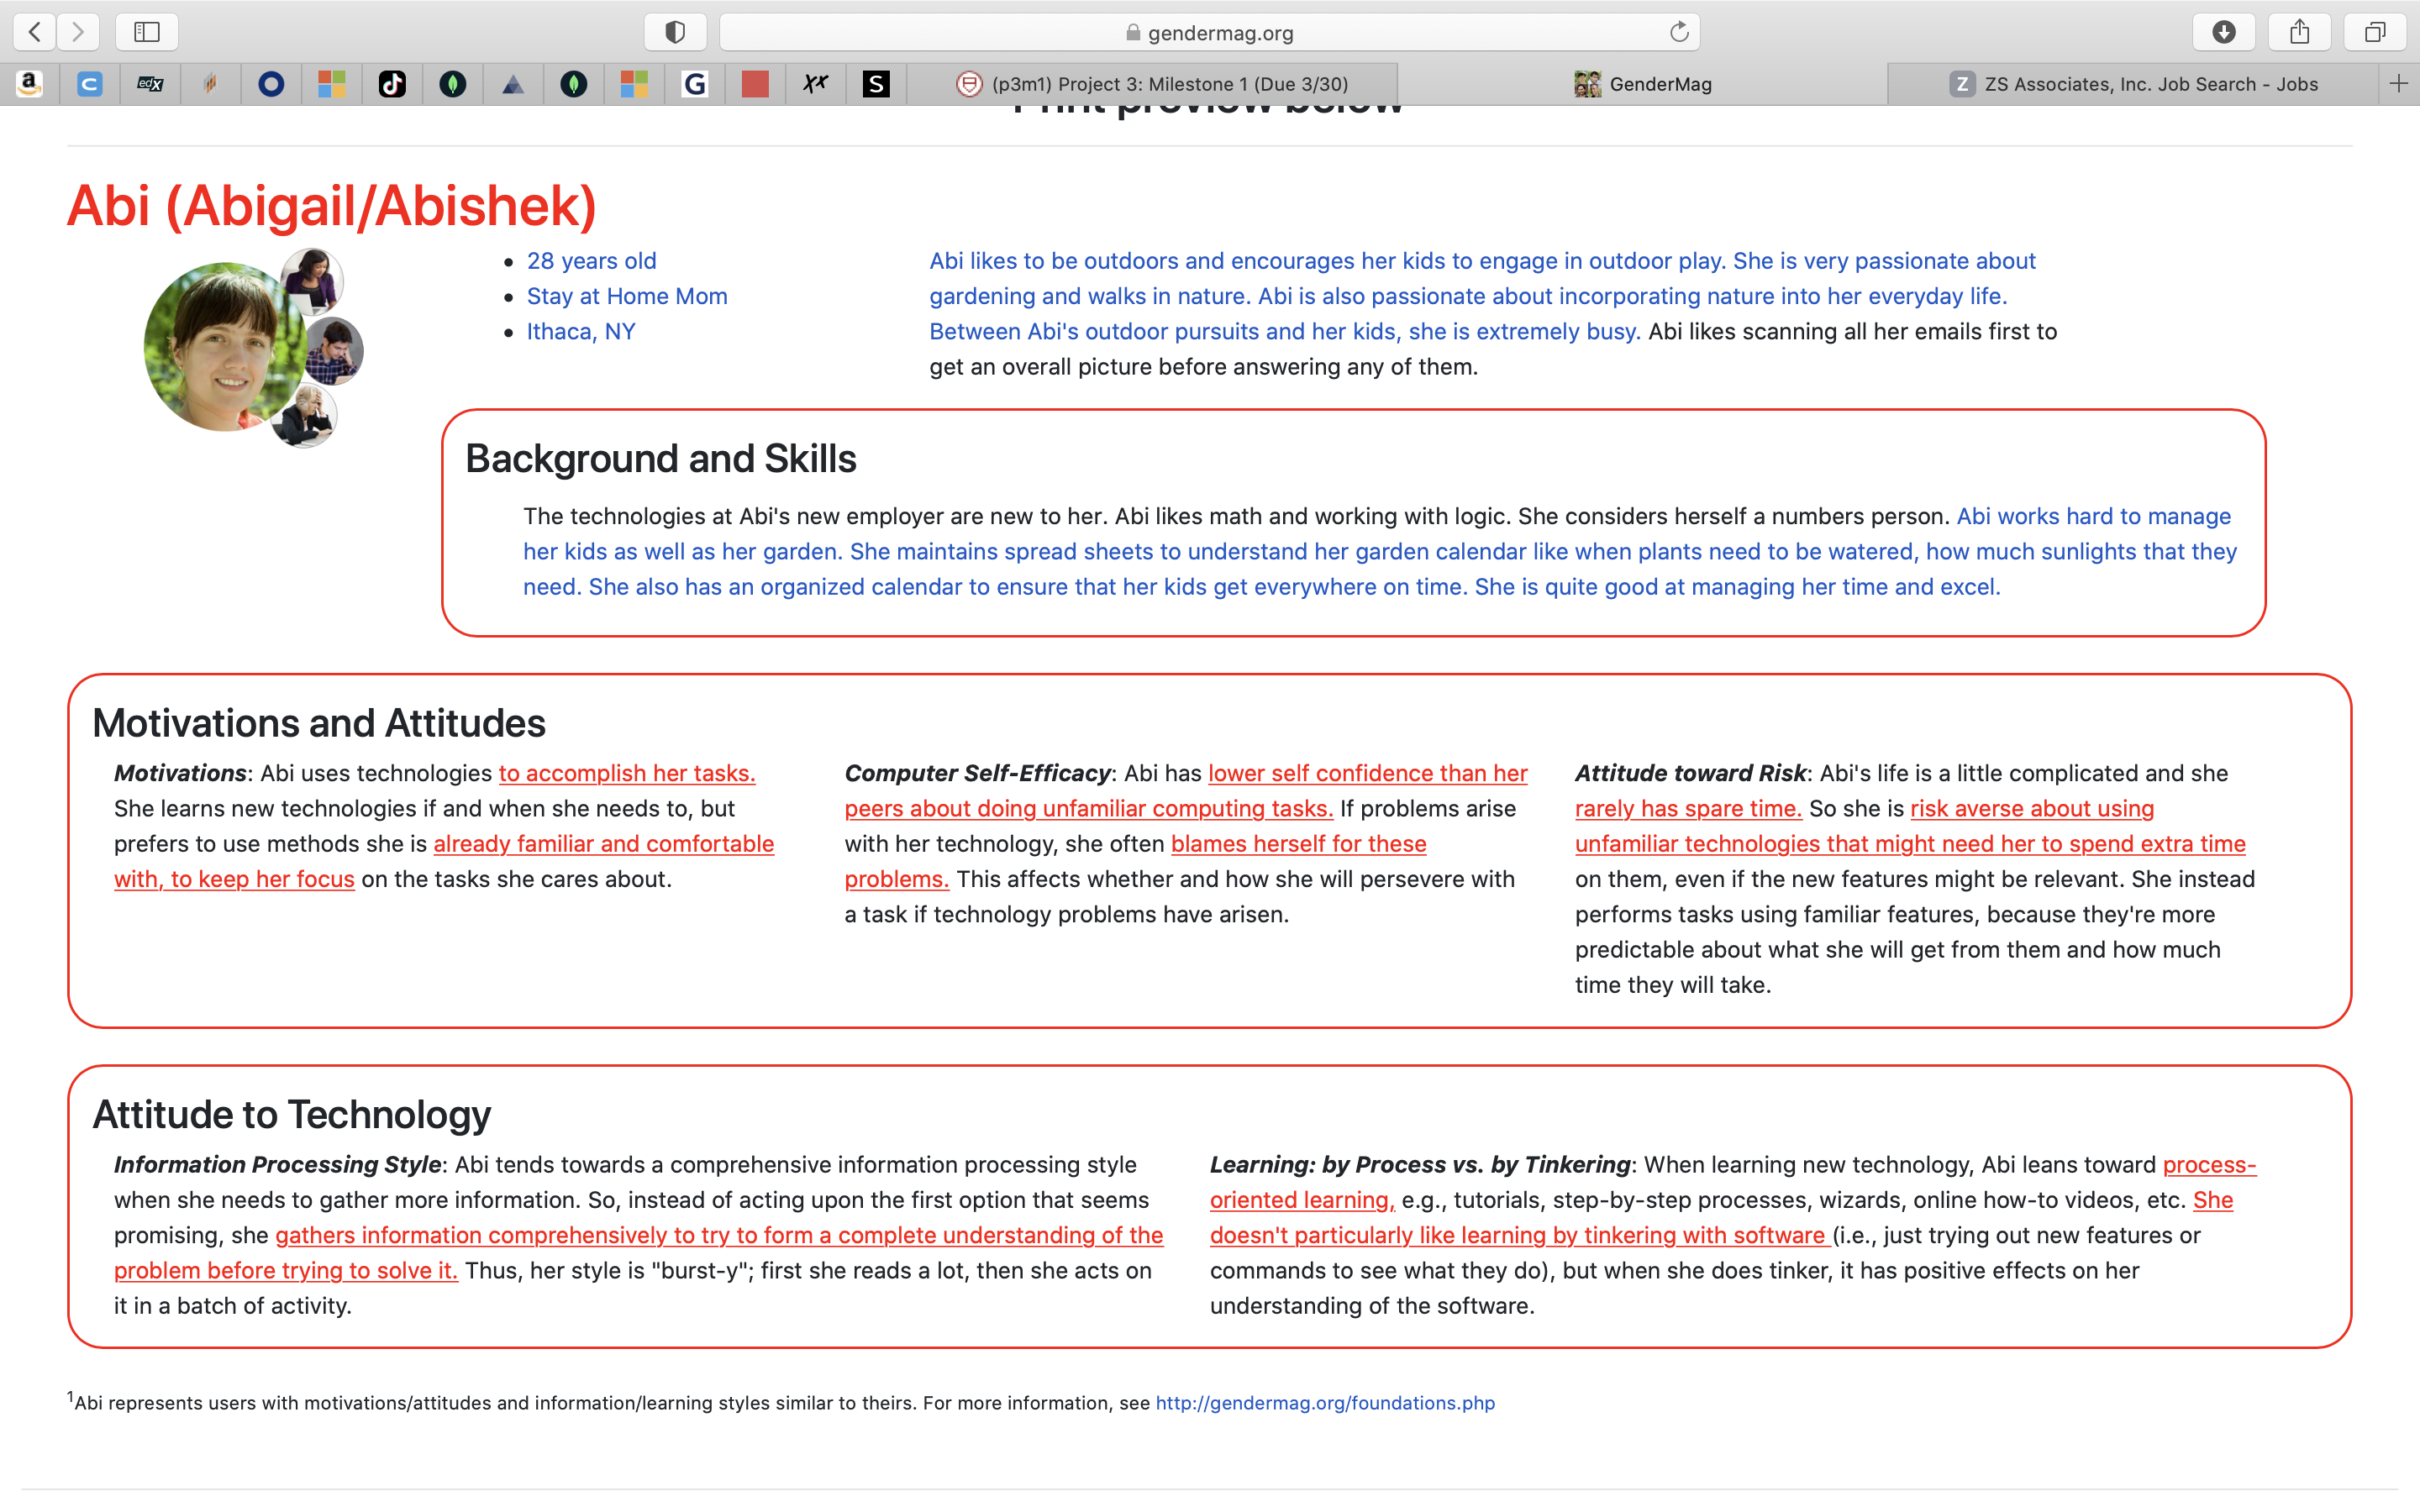 gendermag.org
a
C
edX
G
S
(p3m1) Project 3: Milestone 1 (Due 3/30)
GenderMag
Z ZS Associates, Inc. Job Search - Jobs
Print preview below
Abi (Abigail/Abishek)
28 years old
Stay at Home Mom
Ithaca, NY
Abi likes to be outdoors and encourages her kids to engage in outdoor play. She is very passionate about
gardening and walks in nature. Abi is also passionate about incorporating nature into her everyday life.
Between Abi's outdoor pursuits and her kids, she is extremely busy. Abi likes scanning all her emails first to
get an overall picture before answering any of them.
Background and Skills
The technologies at Abi's new employer are new to her. Abi likes math and working with logic. She considers herself a numbers person. Abi works hard to manage
her kids as well as her garden. She maintains spread sheets to understand her garden calendar like when plants need to be watered, how much sunlights that they
need. She also has an organized calendar to ensure that her kids get everywhere on time. She is quite good at managing her time and excel.
Motivations and Attitudes
Motivations: Abi uses technologies to accomplish her tasks.
She learns new technologies if and when she needs to, but
prefers to use methods she is already familiar and comfortable
with, to keep her focus on the tasks she cares about.
Computer Self-Efficacy: Abi has lower self confidence than her
peers about doing unfamiliar computing tasks. If problems arise
with her technology, she often blames herself for these
problems. This affects whether and how she will persevere with
a task if technology problems have arisen.
Attitude toward Risk: Abi's life is a little complicated and she
rarely has spare time. So she is risk averse about using
unfamiliar technologies that might need her to spend extra time
on them, even if the new features might be relevant. She instead
performs tasks using familiar features, because they're more
predictable about what she will get from them and how much
time they will take.
Attitude to Technology
Information Processing Style: Abi tends towards a comprehensive information processing style
when she needs to gather more information. So, instead of acting upon the first option that seems
promising, she gathers information comprehensively to try to form a complete understanding of the
problem before trying to solve it. Thus, her style is "burst-y"; first she reads a lot, then she acts on
it in a batch of activity.
Learning: by Process vs. by Tinkering: When learning new technology, Abi leans toward process-
oriented learning, e.g., tutorials, step-by-step processes, wizards, online how-to videos, etc. She
doesn't particularly like learning by tinkering with software (i.e., just trying out new features or
commands to see what they do), but when she does tinker, it has positive effects on her
understanding of the software.
1Abi represents users with motivations/attitudes and information/learning styles similar to theirs. For more information, see http://gendermag.org/foundations.php